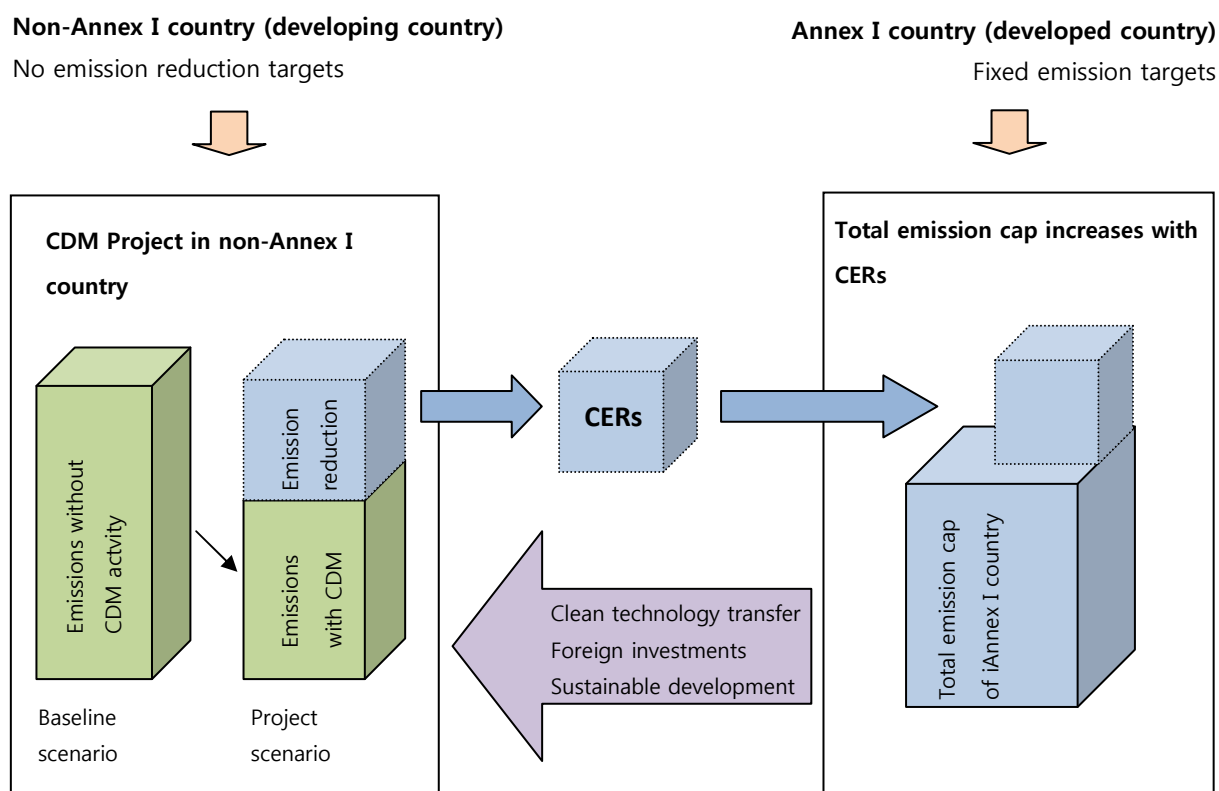 Non-Annex I country (developing country)
No emission reduction targets
Annex I country (developed country)
Fixed emission targets
CDM Project in non-Annex I
country
Emissions without
CDM actvity
Emission
reduction
Emissions
with CDM
Baseline
scenario
Project
scenario
CERs
Clean technology transfer
Foreign investments
Sustainable development
Total emission cap increases with
CERs
Total emission cap
of iAnnex I country